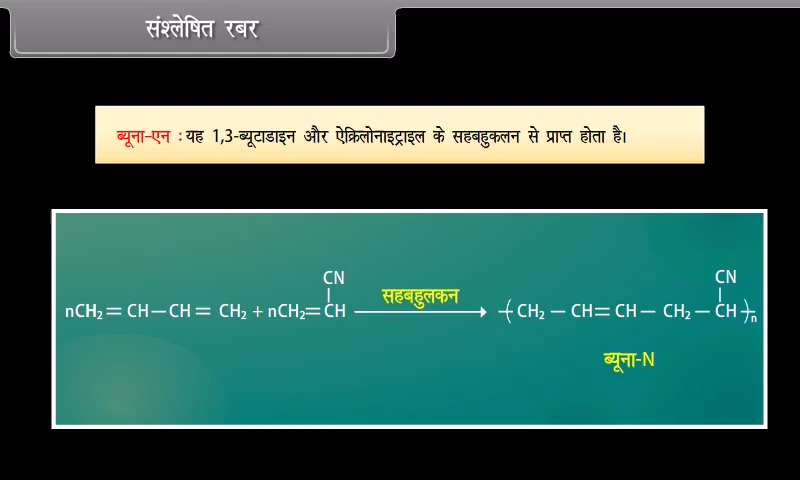 संश्लेषित रबर
ब्यूना–एन : यह 1,3-ब्यूटाडाइन और ऐक्रिलोनाइट्राइल के सहबहुकलन से प्राप्त होता है।
CN
CN
nCH₂=CH—CH=CH₂+nCH₂=CH
सहबहुलकन
—(CH₂—CH=CH—CH₂—CH)—n
ब्यूना-N